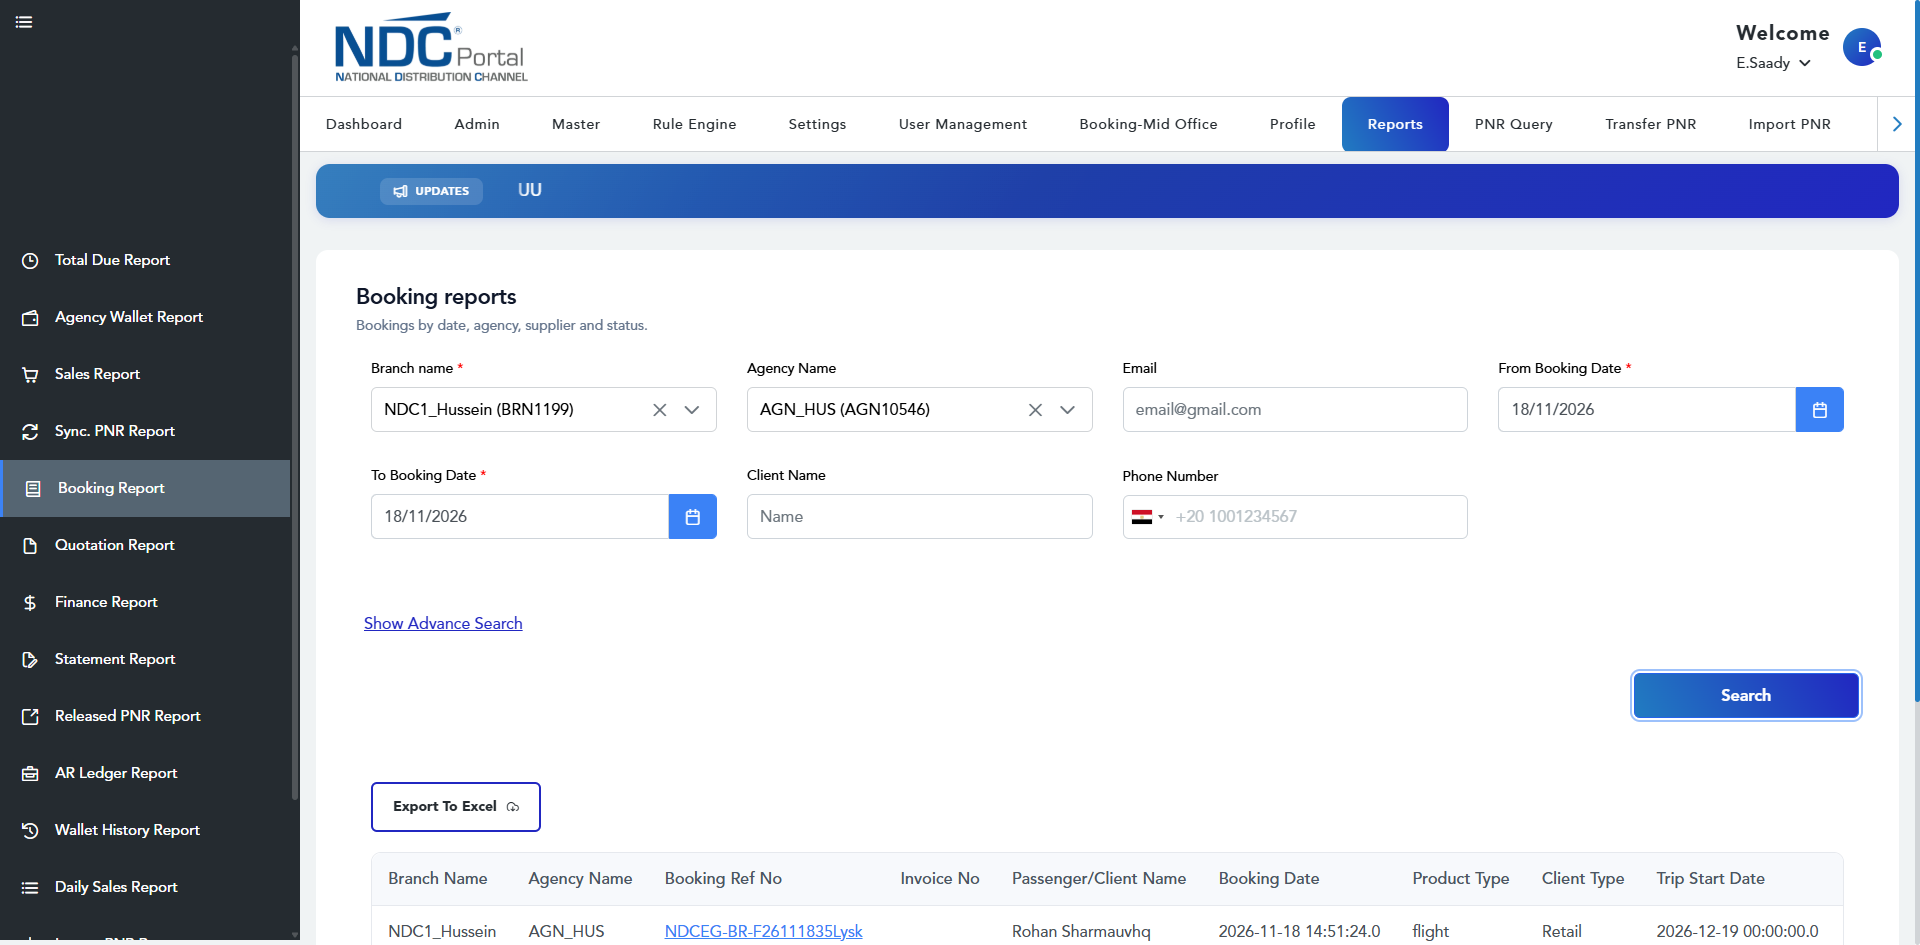 NDC® Portal
NATIONAL DISTRIBUTION CHANNEL
Welcome
E.Saady
E
Dashboard Admin Master Rule Engine Settings User Management Booking-Mid Office Profile Reports PNR Query Transfer PNR Import PNR
UPDATES UU
Total Due Report
Agency Wallet Report
Sales Report
Sync. PNR Report
Booking Report
Quotation Report
Finance Report
Statement Report
Released PNR Report
AR Ledger Report
Wallet History Report
Daily Sales Report
Booking reports
Bookings by date, agency, supplier and status.
Branch name * Agency Name Email From Booking Date *
NDC1_Hussein (BRN1199) AGN_HUS (AGN10546) email@gmail.com 18/11/2026
To Booking Date * Client Name Phone Number
18/11/2026 Name +20 1001234567
Show Advance Search
Search
Export To Excel
Branch Name Agency Name Booking Ref No Invoice No Passenger/Client Name Booking Date Product Type Client Type Trip Start Date
NDC1_Hussein AGN_HUS NDCEG-BR-F26111835Lysk Rohan Sharmauvhq 2026-11-18 14:51:24.0 flight Retail 2026-12-19 00:00:00.0